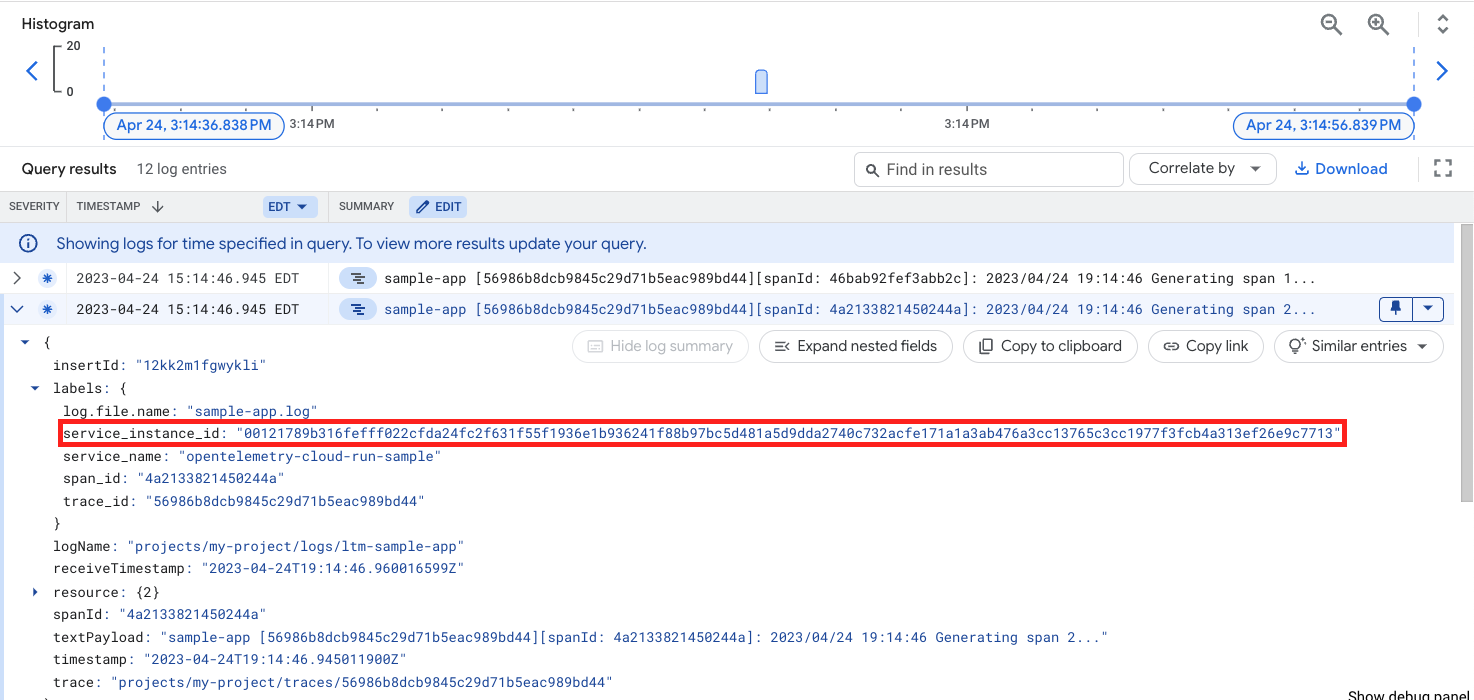 Histogram
20
0
Apr 24, 3:14:36.838 PM 3:14 PM 3:14 PM Apr 24, 3:14:56.839 PM
Query results 12 log entries Find in results Correlate by Download
SEVERITY TIMESTAMP EDT SUMMARY EDIT
Showing logs for time specified in query. To view more results update your query.
2023-04-24 15:14:46.945 EDT sample-app [56986b8dcb9845c29d71b5eac989bd44][spanId: 46bab92fef3abb2c]: 2023/04/24 19:14:46 Generating span 1...
2023-04-24 15:14:46.945 EDT sample-app [56986b8dcb9845c29d71b5eac989bd44][spanId: 4a2133821450244a]: 2023/04/24 19:14:46 Generating span 2...
{ Hide log summary Expand nested fields Copy to clipboard Copy link Similar entries
insertId: "12kk2m1fgwykli"
labels: {
log.file.name: "sample-app.log"
service_instance_id: "00121789b316fefff022cfda24fc2f631f55f1936e1b936241f88b97bc5d481a5d9dda2740c732acfe171a1a3ab476a3cc13765c3cc1977f3fcb4a313ef26e9c7713"
service_name: "opentelemetry-cloud-run-sample"
span_id: "4a2133821450244a"
trace_id: "56986b8dcb9845c29d71b5eac989bd44"
}
logName: "projects/my-project/logs/ltm-sample-app"
receiveTimestamp: "2023-04-24T19:14:46.960016599Z"
resource: {2}
spanId: "4a2133821450244a"
textPayload: "sample-app [56986b8dcb9845c29d71b5eac989bd44][spanId: 4a2133821450244a]: 2023/04/24 19:14:46 Generating span 2..."
timestamp: "2023-04-24T19:14:46.945011900Z"
trace: "projects/my-project/traces/56986b8dcb9845c29d71b5eac989bd44"
Show debug panel